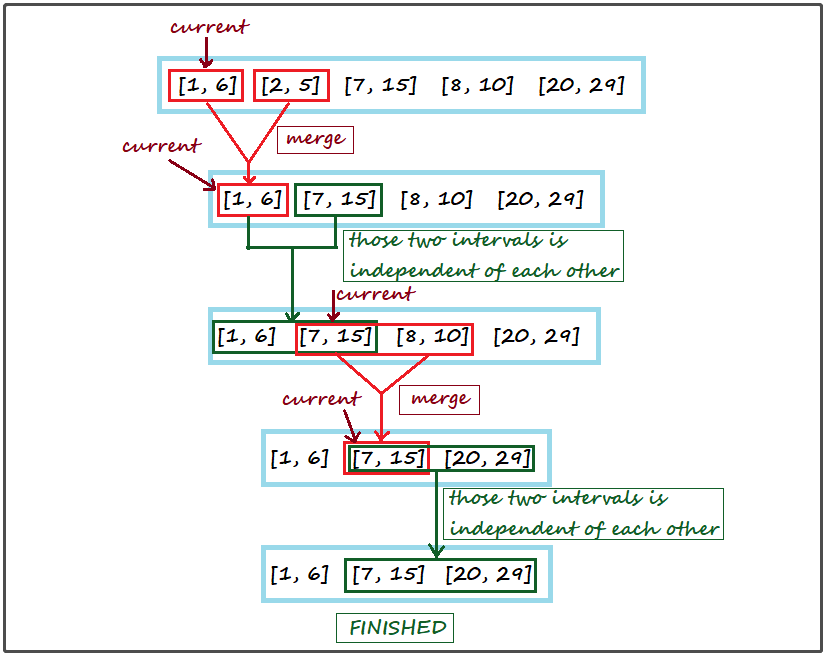 current
[1, 6] [2, 5] [7, 15] [8, 10] [20, 29]
merge
current
[1, 6] [7, 15] [8, 10] [20, 29]
those two intervals is
independent of each other
current
[1, 6] [7, 15] [8, 10] [20, 29]
current
merge
[1, 6] [7, 15] [20, 29]
those two intervals is
independent of each other
[1, 6] [7, 15] [20, 29]
FINISHED